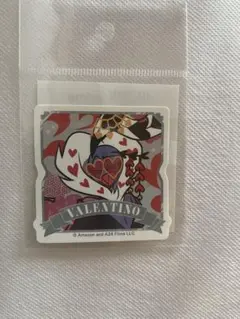 VALENTINO
© Amazon and A24 Films LLC